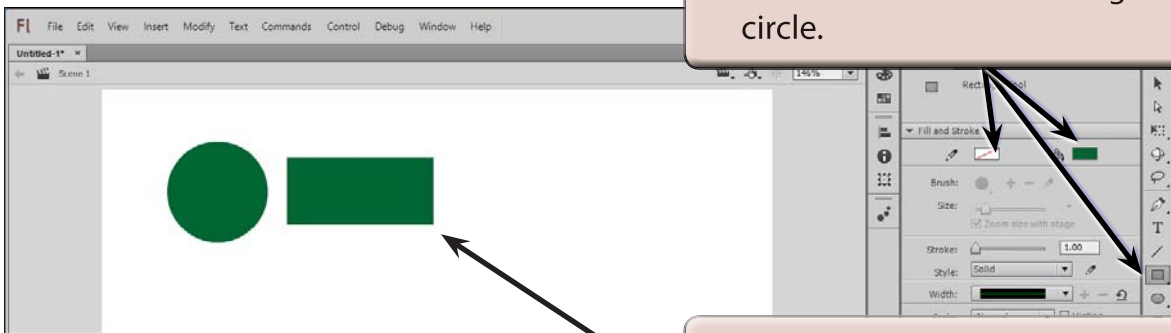 circle.
Fl File Edit View Insert Modify Text Commands Control Debug Window Help
Untitled-1* ×
Scene 1
146%
Fill and Stroke
Brush:
Size:
Zoom size with stage
Stroke: 1.00
Style: Solid
Width:
T